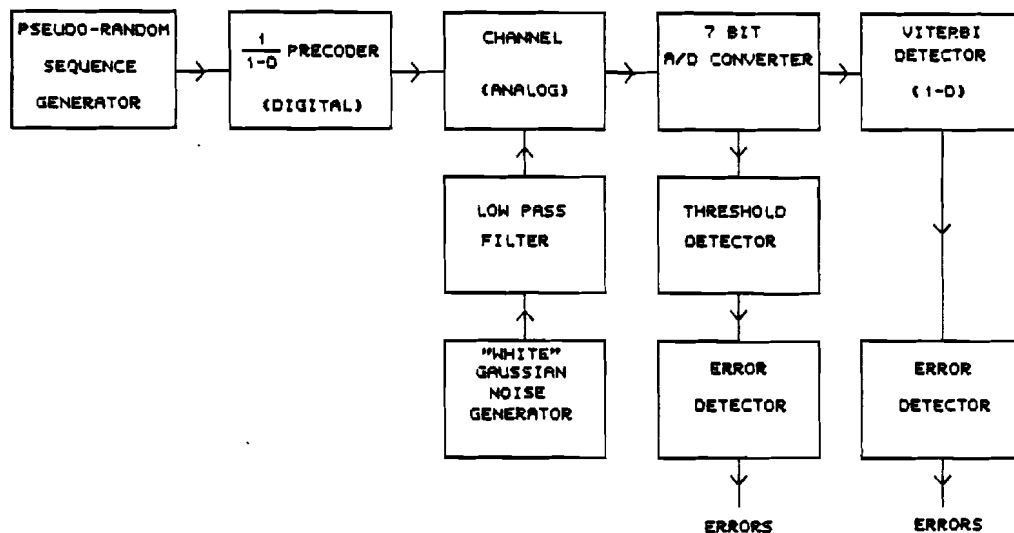 PSEUDO-RANDOM
SEQUENCE
GENERATOR
1
1-D PRECODER
(DIGITAL)
CHANNEL
(ANALOG)
7 BIT
A/D CONVERTER
VITERBI
DETECTOR
(1-D)
LOW PASS
FILTER
THRESHOLD
DETECTOR
"WHITE"
GAUSSIAN
NOISE
GENERATOR
ERROR
DETECTOR
ERROR
DETECTOR
ERRORS
ERRORS